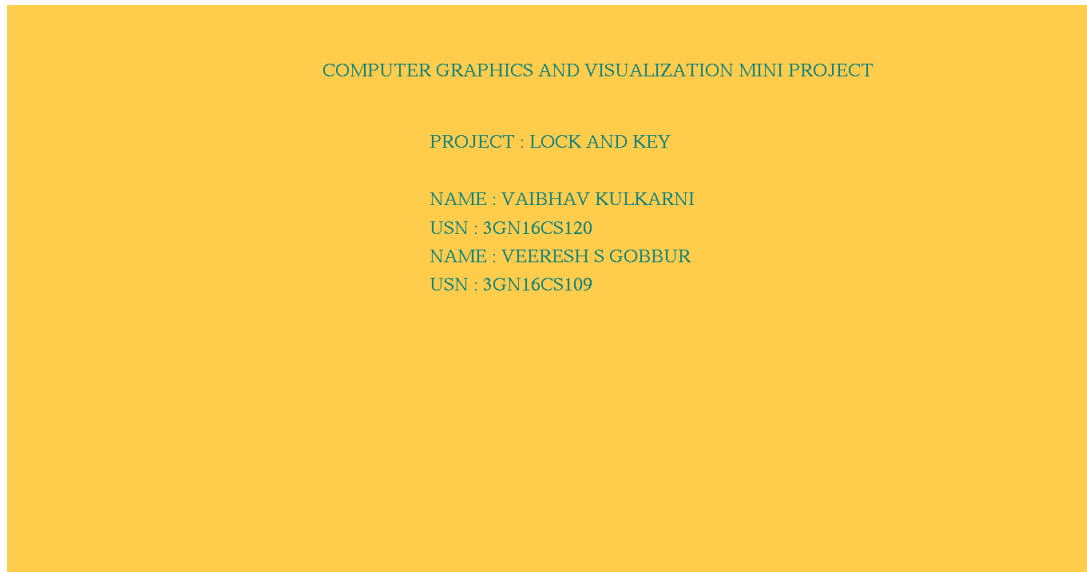 COMPUTER GRAPHICS AND VISUALIZATION MINI PROJECT
PROJECT : LOCK AND KEY
NAME : VAIBHAV KULKARNI
USN : 3GN16CS120
NAME : VEERESH S GOBBUR
USN : 3GN16CS109